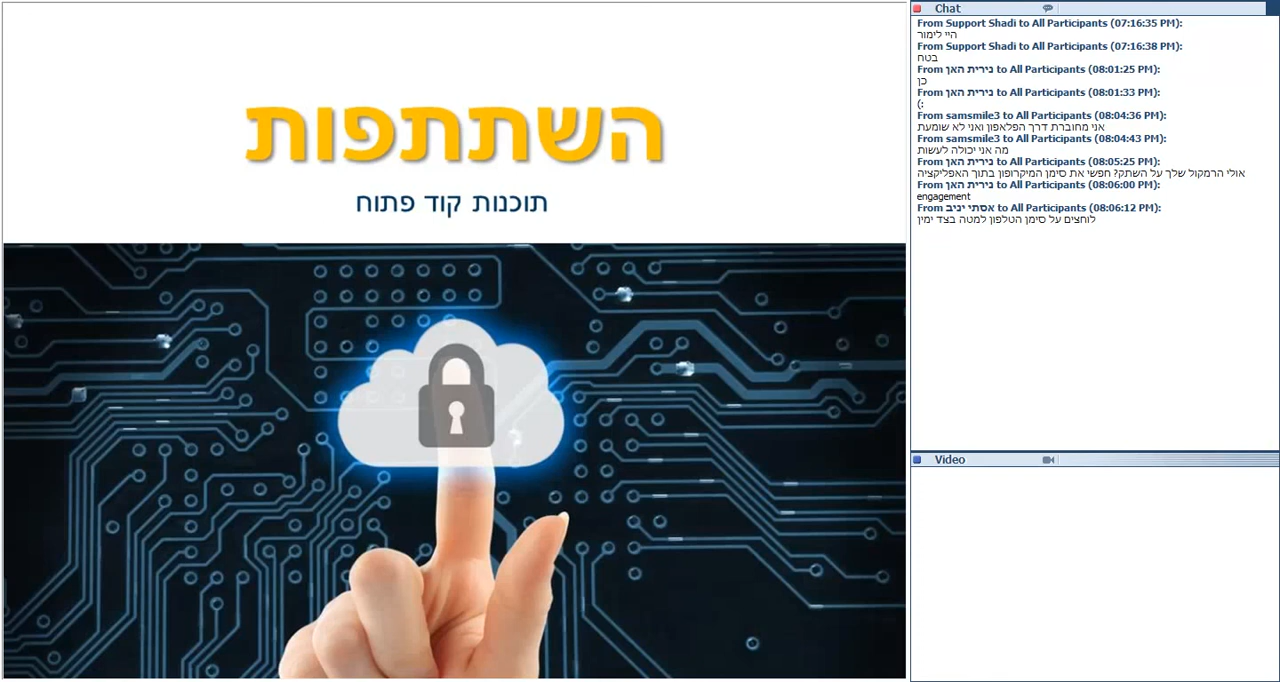 השתתפות
תוכנות קוד פתוח
Chat
From Support Shadi to All Participants (07:16:35 PM):
היי לימור
From Support Shadi to All Participants (07:16:38 PM):
בטח
From נירית האן to All Participants (08:01:25 PM):
כן
From נירית האן to All Participants (08:01:33 PM):
(:
From samsmile3 to All Participants (08:04:36 PM):
אני מחוברת דרך הפלאפון ואני לא שומעת
From samsmile3 to All Participants (08:04:43 PM):
מה אני יכולה לעשות
From נירית האן to All Participants (08:05:25 PM):
אולי הרמקול שלך על השתק? חפשי את סימן המיקרופון בתוך האפליקציה
From נירית האן to All Participants (08:06:00 PM):
engagement
From אסתי יניב to All Participants (08:06:12 PM):
לוחצים על סימן הטלפון למטה בצד ימין
Video